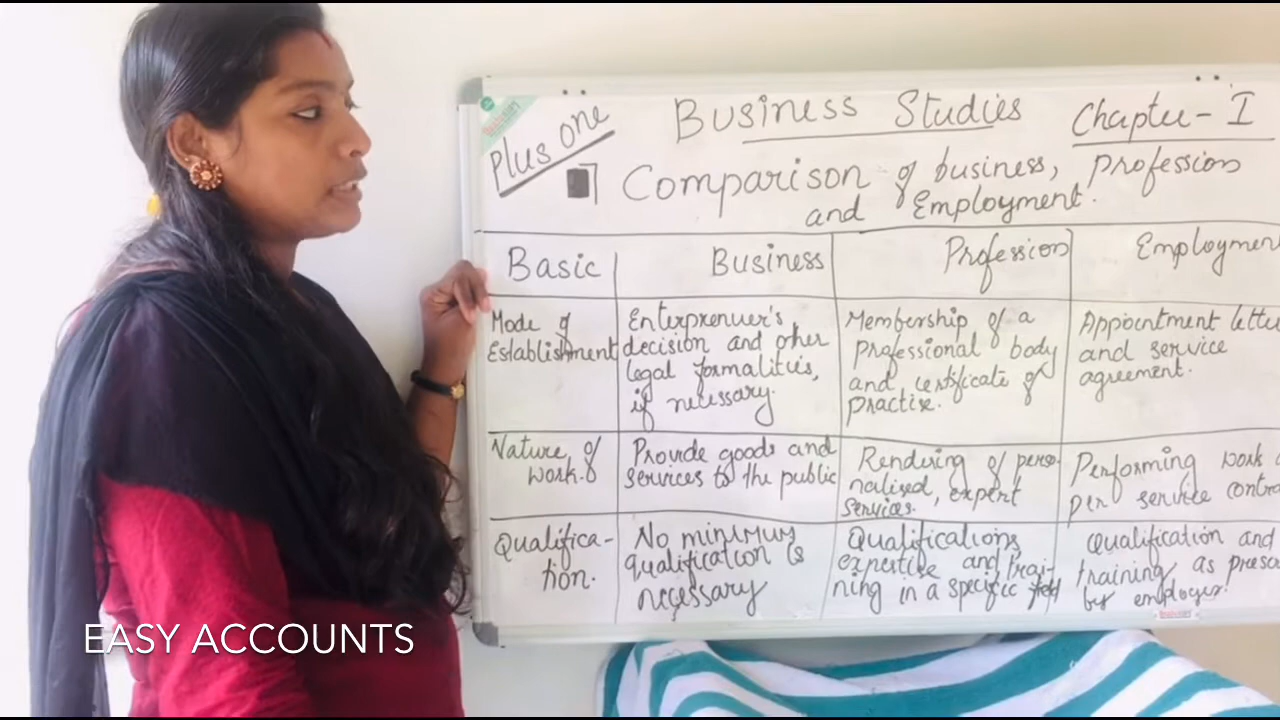 Plus one
Business Studies Chapter - I
Comparison of business, Profession
and Employment.
Basic Business Profession Employmen
Mode of
Establishment
Enterprenuer's
decision and other
legal formalities,
if necessary.
Membership of a
Professional body
and certificate of
Practise.
Appointment letter
and service
agreement.
Nature of
work.
Provide goods and
services to the public
Rendering of perso-
nalised, expert
services.
Performing work a
per service contra
Qualifica-
tion.
No minimum
qualification is
necessary
Qualifications,
expertise and trai-
ning in a specific
Qualification and
training as presc
by employer.
EASY ACCOUNTS